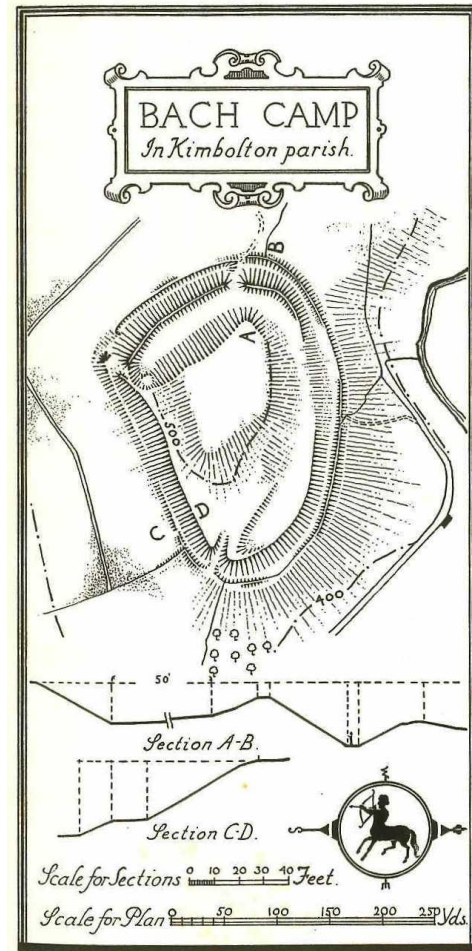 BACH CAMP
In Kimbolton parish.
B
A
500
C
D
400
50'
Section A-B.
Section C-D.
W
S
E
Scale for Sections 0 10 20 30 40 Feet.
Scale for Plan 0 50 100 150 200 250 Yds.